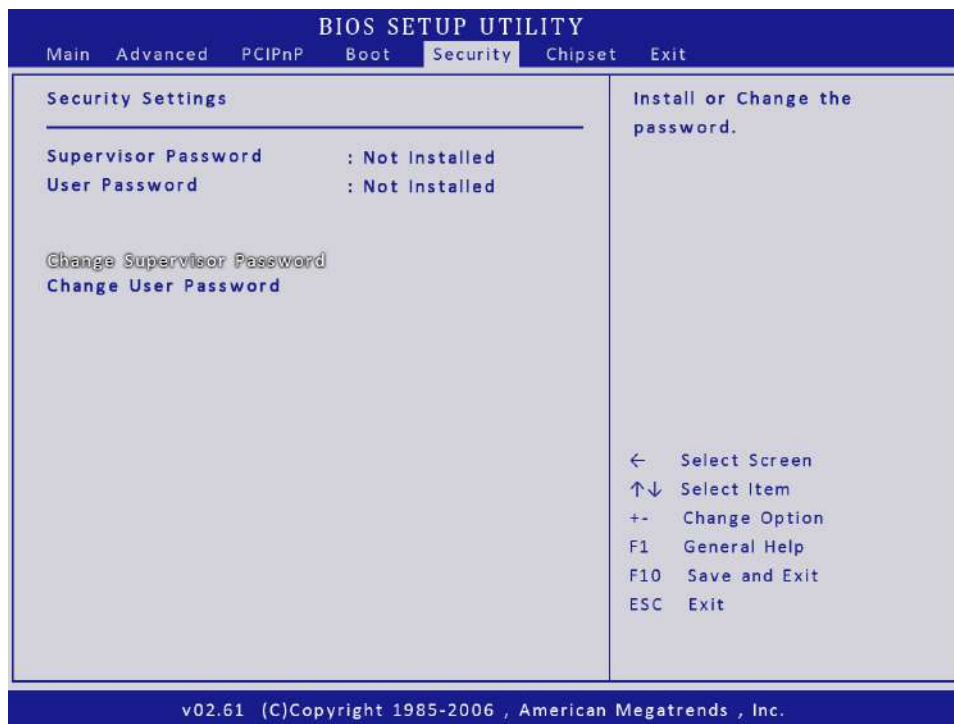 BIOS SETUP UTILITY
Main Advanced PCIPnP Boot Security Chipset Exit
Security Settings
Supervisor Password : Not Installed
User Password : Not Installed
Change Supervisor Password
Change User Password
Install or Change the
password.
← Select Screen
↑↓ Select Item
+- Change Option
F1 General Help
F10 Save and Exit
ESC Exit
v02.61 (C)Copyright 1985-2006 , American Megatrends , Inc.